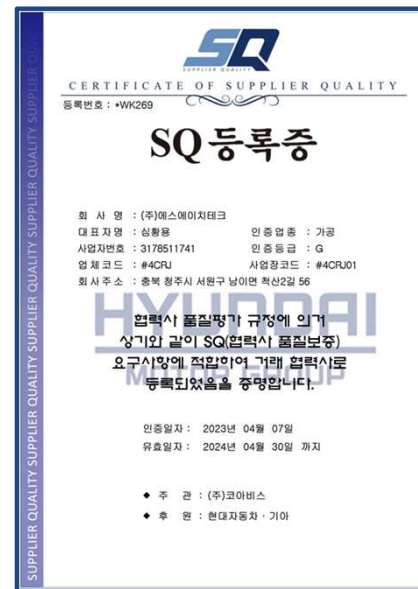 SQ
SUPPLIER QUALITY
CERTIFICATE OF SUPPLIER QUALITY
등록번호 : *WK269
SQ 등록증
회 사 명 : (주)에스에이치테크
대표자명 : 심황용 인증업종 : 가공
사업자번호 : 3178511741 인증등급 : G
업체코드 : #4CRJ 사업장코드 : #4CRJ01
회사주소 : 충북 청주시 서원구 남이면 척산2길 56
HYUNDAI
MOTOR GROUP
협력사 품질평가 규정에 의거
상기와 같이 SQ(협력사 품질보증)
요구사항에 적합하여 거래 협력사로
등록되었음을 증명합니다.
인증일자 : 2023년 04월 07일
유효일자 : 2024년 04월 30일 까지
◆ 주 관 : (주)코아비스
◆ 후 원 : 현대자동차 · 기아
SUPPLIER QUALITY SUPPLIER QUALITY SUPPLIER QUALITY SUPPLIER QUALITY SUPPLIER QUALITY